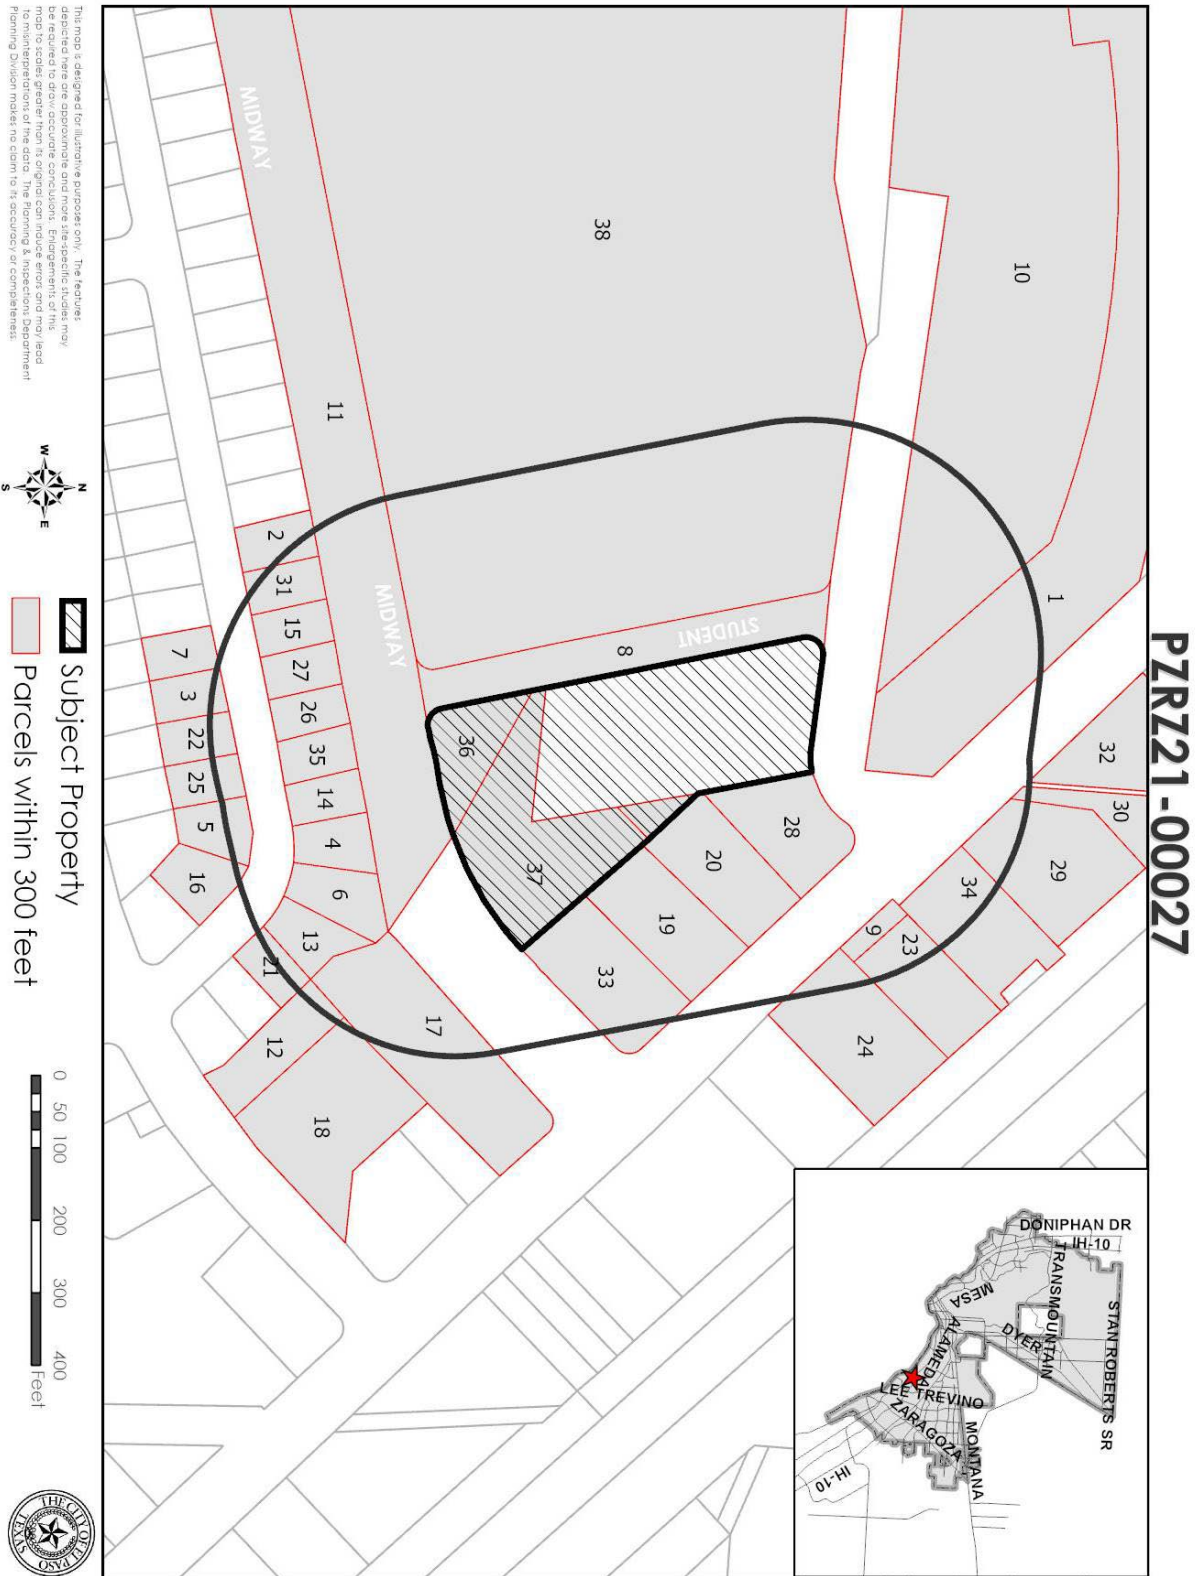 PZRZ21-00027
38
10
11
1
MIDWAY
MIDWAY
STUDENT
8
2
31
15
27
26
35
14
4
6
13
21
7
3
22
25
5
16
36
37
28
20
19
33
32
30
29
34
9
23
24
17
12
18
DONIPHAN DR
IH-10
TRANSMOUNTAIN
STAN ROBERTS SR
MESA
DYER
ALAMEDA
LEE TREVINO
ZARAGOZA
MONTANA
IH-10
This map is designed for illustrative purposes only. The features
depicted here are approximate and more site-specific studies may
be required to draw accurate conclusions. Enlargements of this
map to scales greater than its original can induce errors and may lead
to misinterpretations of the data. The Planning & Inspections Department
Planning Division makes no claim to its accuracy or completeness.
N
W
E
S
Subject Property
Parcels within 300 feet
0 50 100 200 300 400
Feet
THE CITY OF EL PASO
TEXAS